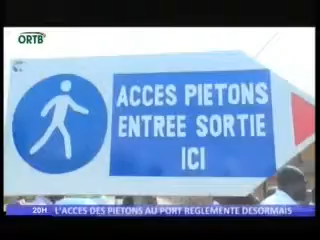 ORTB
ACCES PIETONS
ENTREE SORTIE
ICI
20H L'ACCES DES PIETONS AU PORT REGLEMENTE DESORMAIS